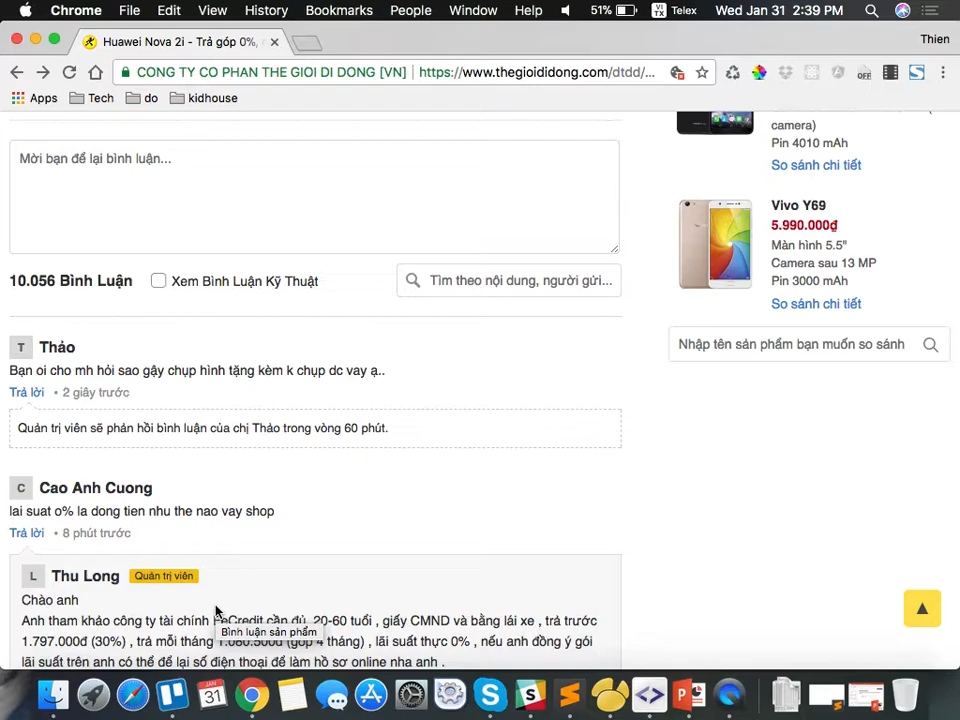 Chrome File Edit View History Bookmarks People Window Help 51% VI TX Telex Wed Jan 31 2:39 PM
Huawei Nova 2i - Trả góp 0%, Thien
CONG TY CO PHAN THE GIOI DI DONG [VN] https://www.thegioididong.com/dtdd/... OFF
Apps Tech do kidhouse
camera)
Pin 4010 mAh
So sánh chi tiết
Mời bạn để lại bình luận...
Vivo Y69
5.990.000₫
Màn hình 5.5"
Camera sau 13 MP
Pin 3000 mAh
So sánh chi tiết
10.056 Bình Luận Xem Bình Luận Kỹ Thuật Tìm theo nội dung, người gửi...
Nhập tên sản phẩm bạn muốn so sánh
T Thảo
Bạn oi cho mh hỏi sao gậy chụp hình tặng kèm k chụp dc vay ạ..
Trả lời • 2 giây trước
Quản trị viên sẽ phản hồi bình luận của chị Thảo trong vòng 60 phút.
C Cao Anh Cuong
lai suat o% la dong tien nhu the nao vay shop
Trả lời • 8 phút trước
L Thu Long Quản trị viên
Chào anh
Anh tham khảo công ty tài chính FeCredit cần đủ 20-60 tuổi , giấy CMND và bằng lái xe , trả trước
Bình luận sản phẩm
1.797.000đ (30%) , trả mỗi tháng 1.080.500đ (góp 4 tháng) , lãi suất thực 0% , nếu anh đồng ý gói
lãi suất trên anh có thể để lại số điện thoại để làm hồ sơ online nha anh .
JAN
31